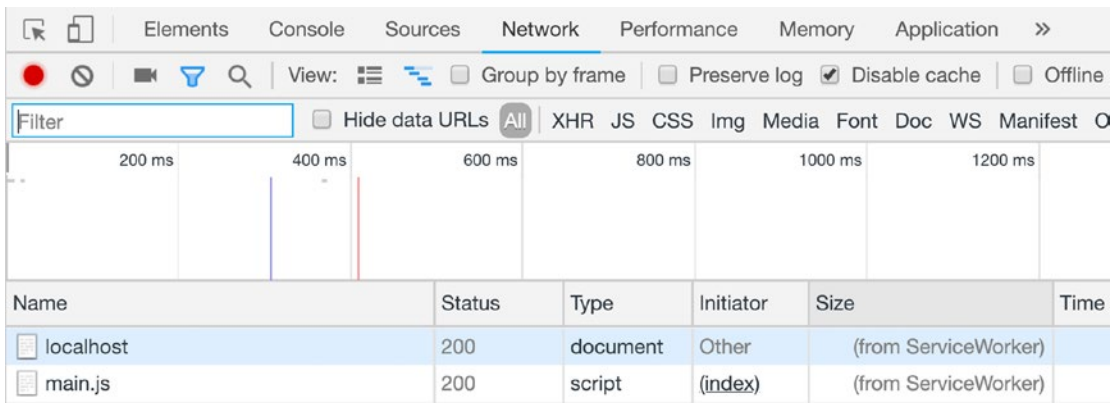 Elements Console Sources Network Performance Memory Application »
View: Group by frame Preserve log Disable cache Offline
Filter Hide data URLs All XHR JS CSS Img Media Font Doc WS Manifest
200 ms 400 ms 600 ms 800 ms 1000 ms 1200 ms
Name Status Type Initiator Size Time
localhost 200 document Other (from ServiceWorker)
main.js 200 script (index) (from ServiceWorker)